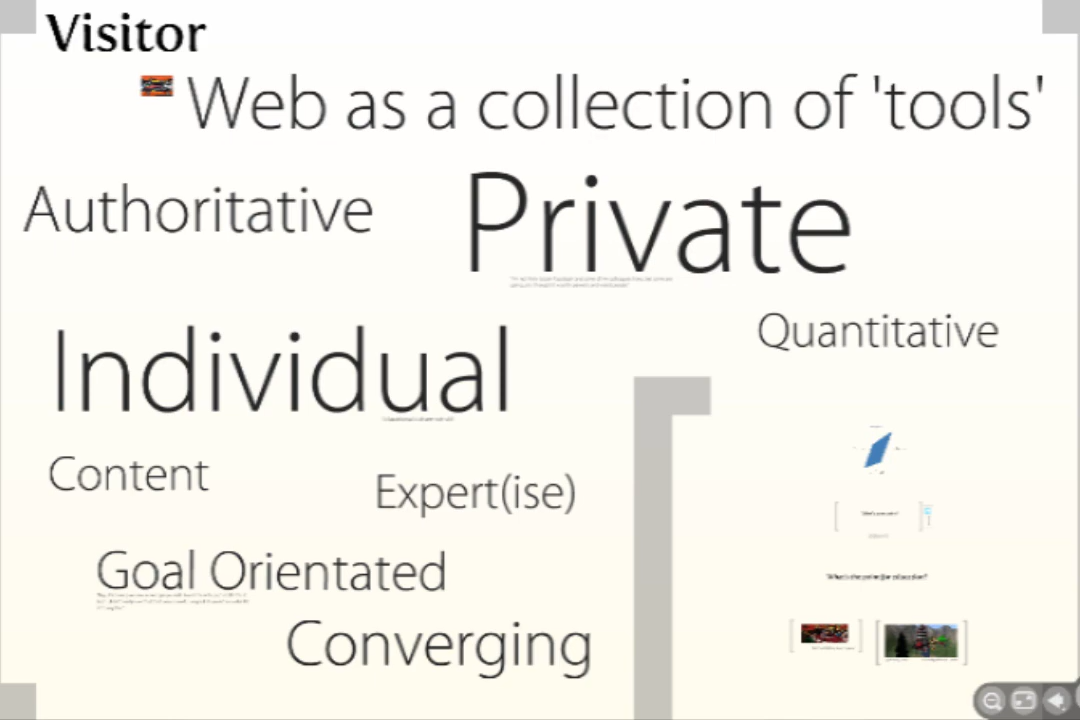 Visitor
Web as a collection of 'tools'
Authoritative
Private
Quantitative
Individual
Content
Expert(ise)
Goal Orientated
Converging